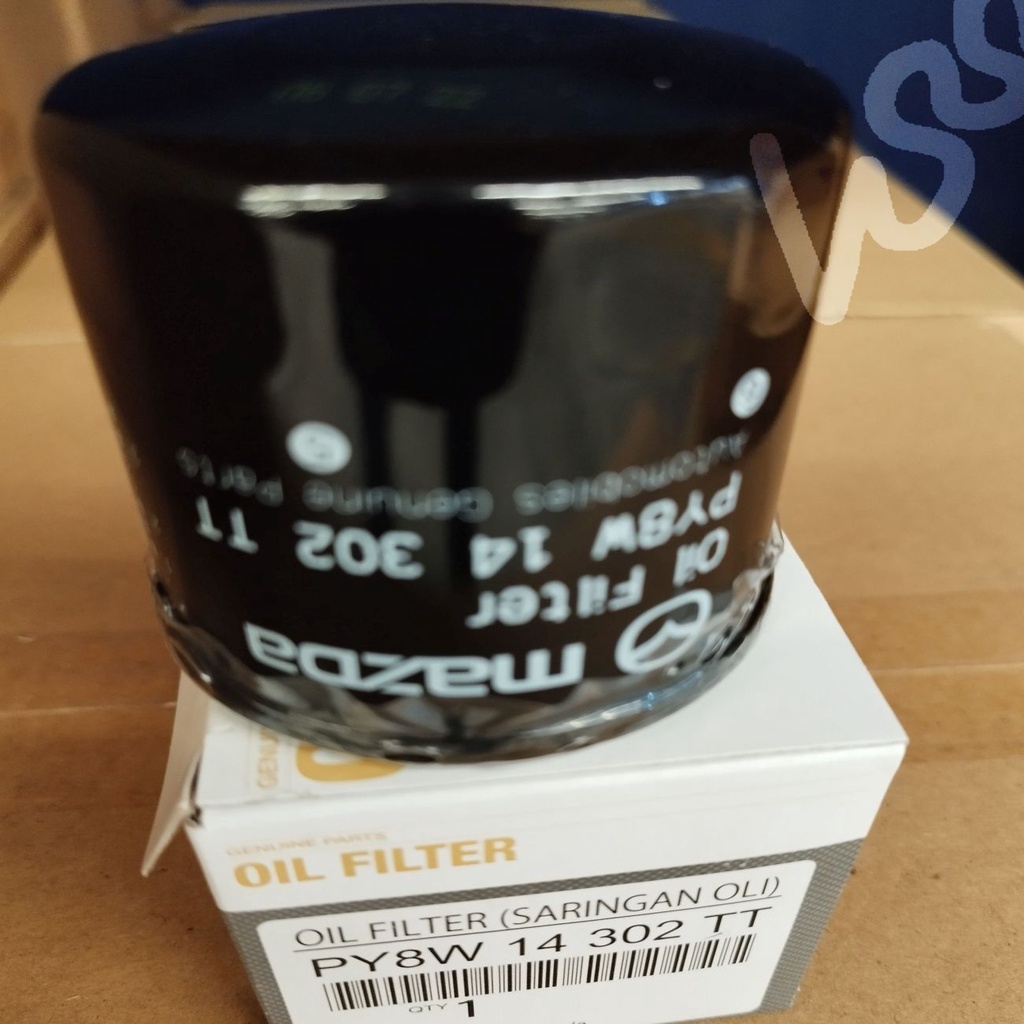 mazda
Oil Filter
PY8W 14 302 TT
Automobiles Genuine Parts
GENUINE PARTS
OIL FILTER
OIL FILTER (SARINGAN OLI)
PY8W 14 302 TT
QTY 1